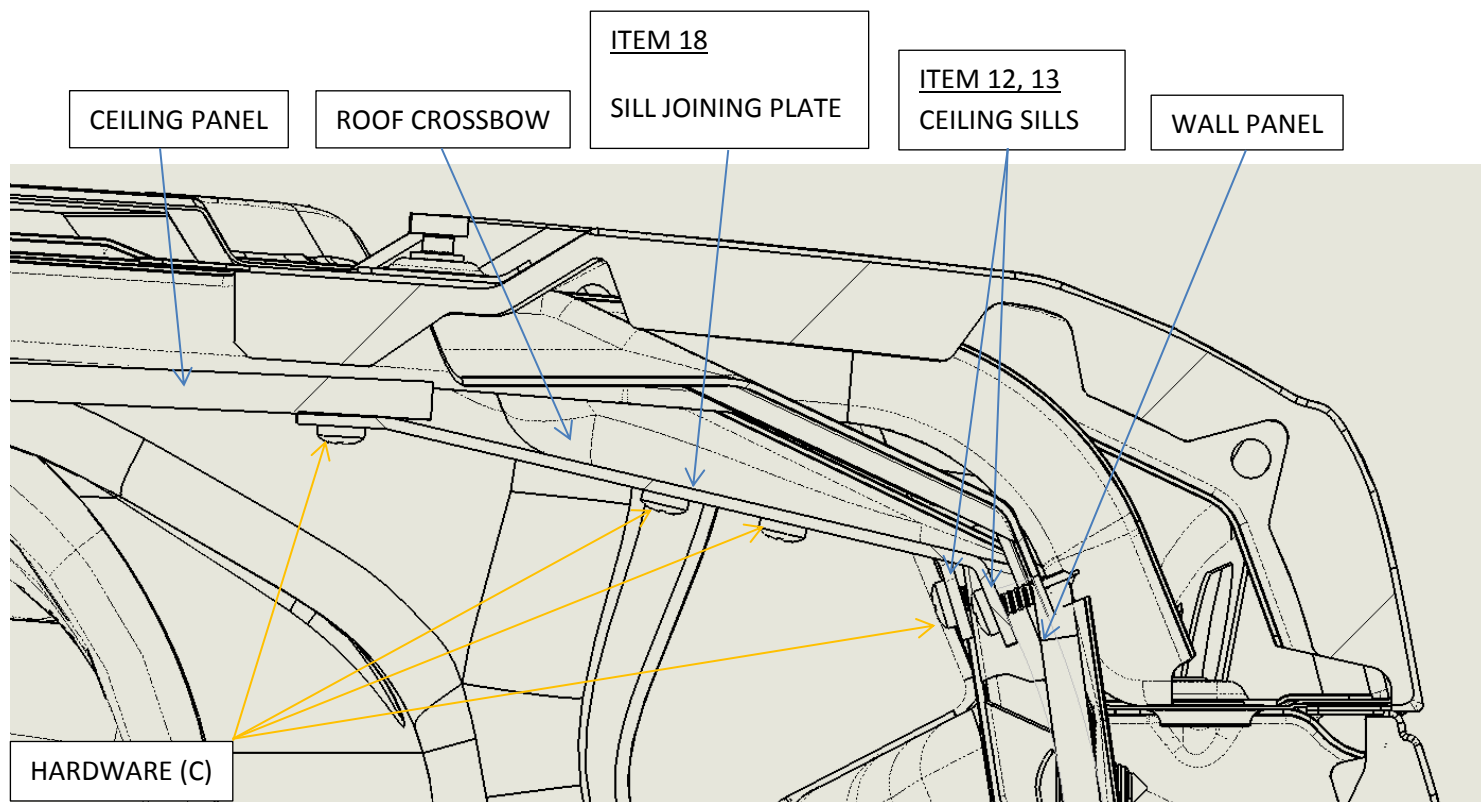 ITEM 18
SILL JOINING PLATE
ITEM 12, 13
CEILING SILLS
CEILING PANEL
ROOF CROSSBOW
WALL PANEL
HARDWARE (C)